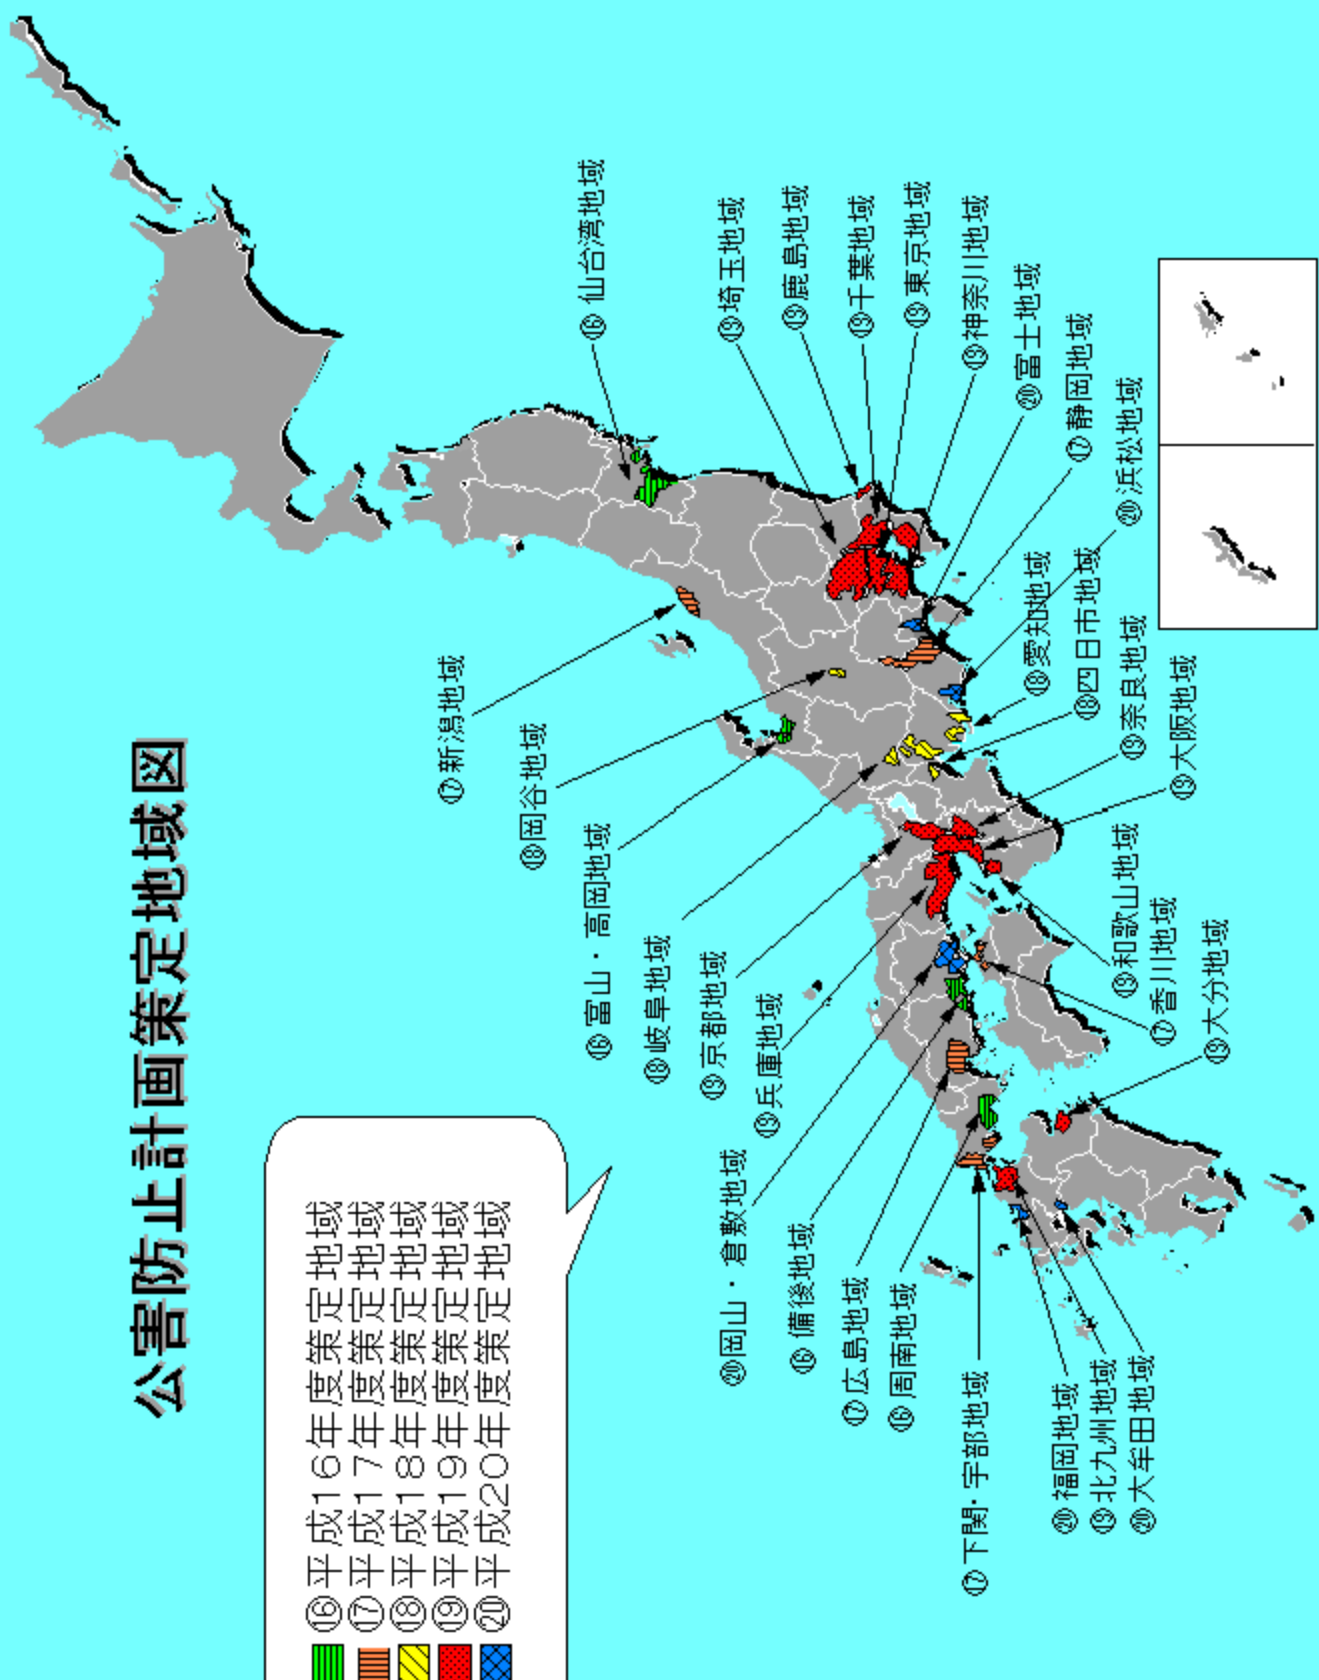 公害防止計画策定地域図
⑯平成16年度策定地域
⑰平成17年度策定地域
⑱平成18年度策定地域
⑲平成19年度策定地域
⑳平成20年度策定地域
⑰新潟地域
⑱岡谷地域
⑯富山・高岡地域
⑱岐阜地域
⑲京都地域
⑲兵庫地域
⑳岡山・倉敷地域
⑯備後地域
⑰広島地域
⑯周南地域
⑰下関・宇部地域
⑳福岡地域
⑲北九州地域
⑳大牟田地域
⑯仙台湾地域
⑲埼玉地域
⑲鹿島地域
⑲千葉地域
⑲東京地域
⑲神奈川地域
⑳富士地域
⑰静岡地域
⑳浜松地域
⑱愛知地域
⑱四日市地域
⑲奈良地域
⑲大阪地域
⑲和歌山地域
⑰香川地域
⑲大分地域